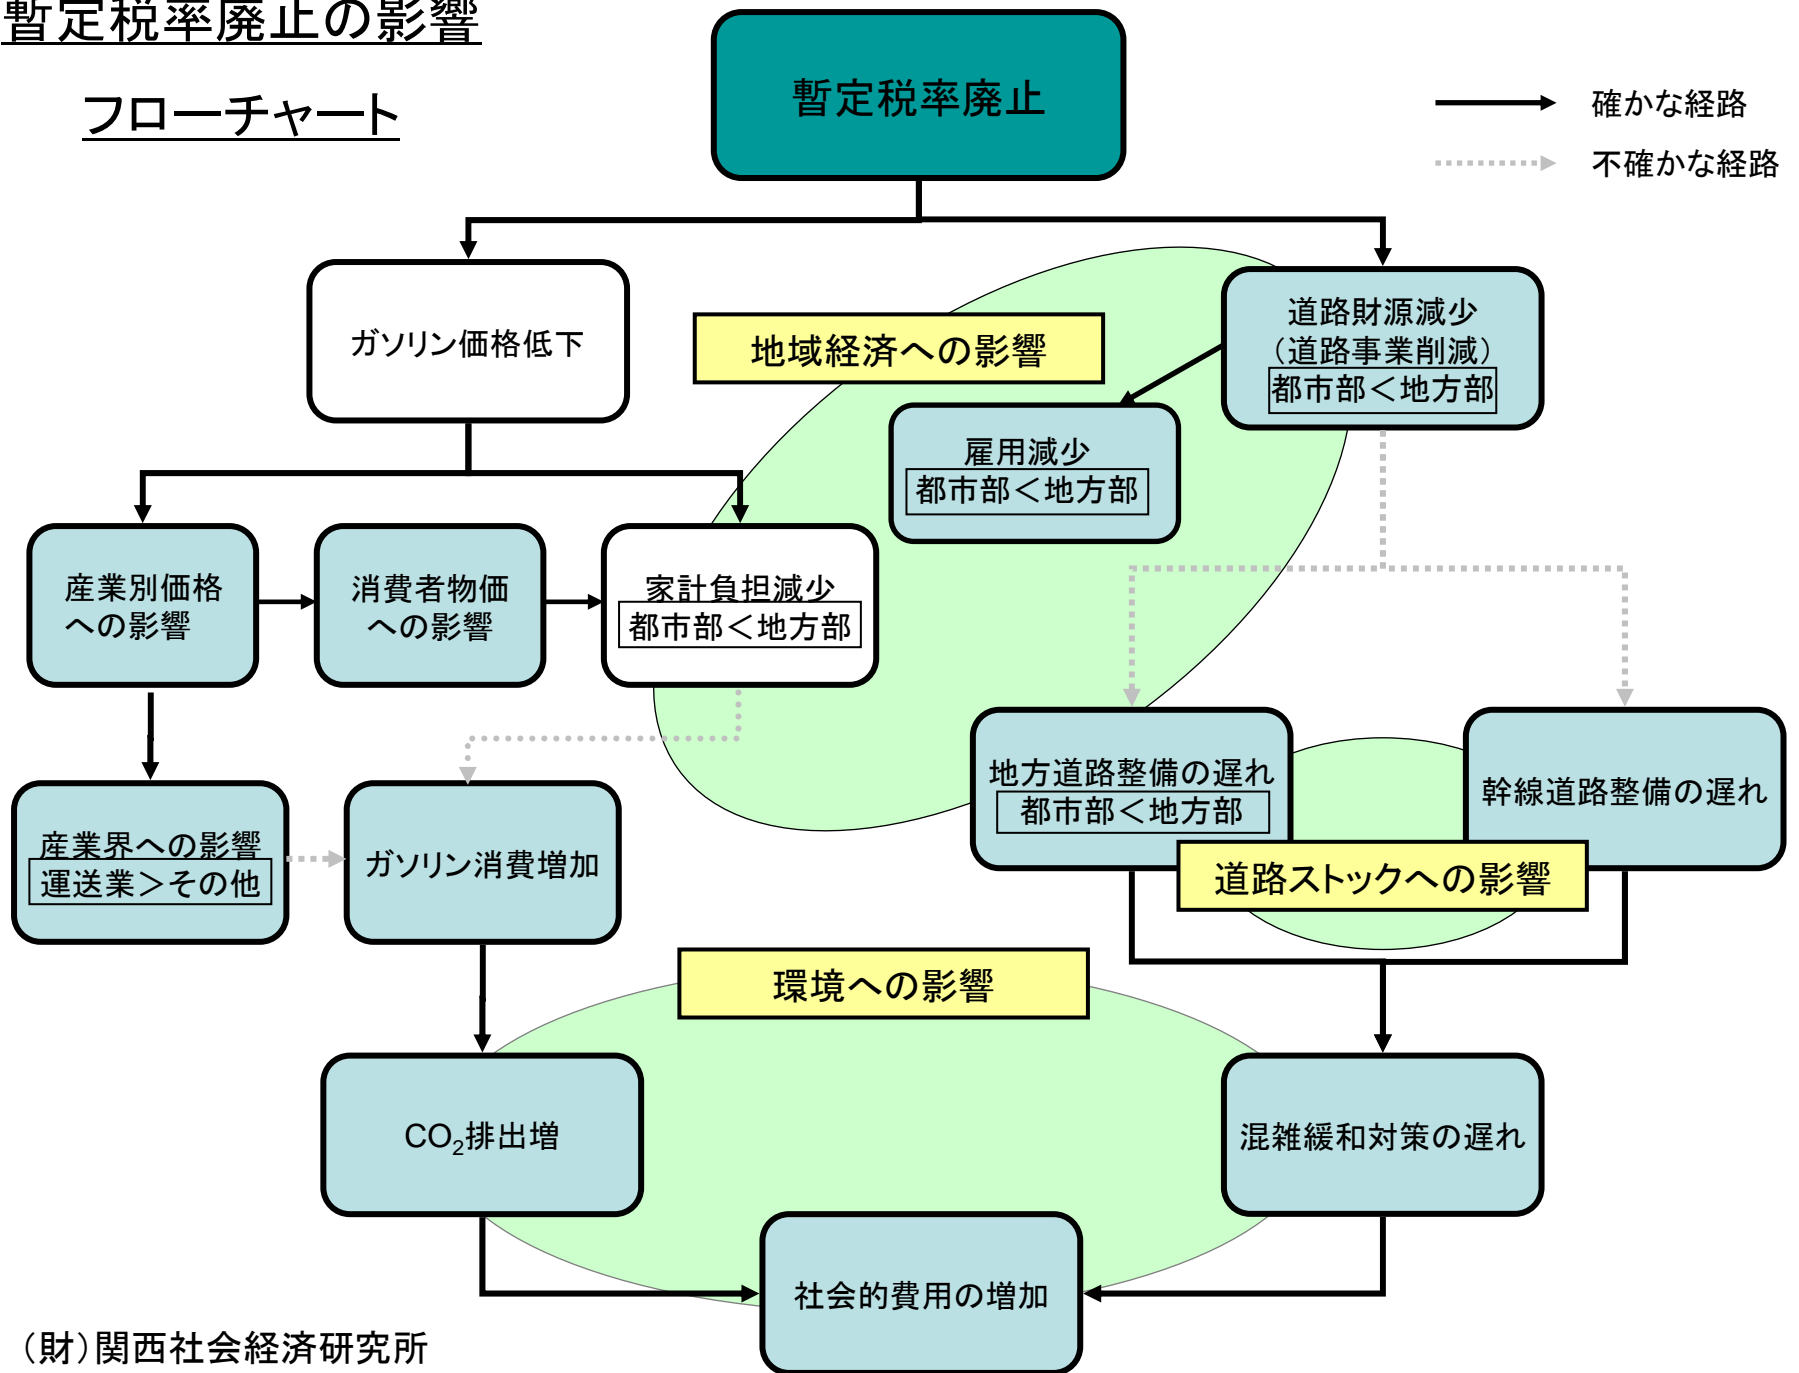 暫定税率廃止の影響
フローチャート
暫定税率廃止
確かな経路
不確かな経路
ガソリン価格低下
地域経済への影響
道路財源減少
（道路事業削減）
都市部＜地方部
雇用減少
都市部＜地方部
産業別価格
への影響
消費者物価
への影響
家計負担減少
都市部＜地方部
地方道路整備の遅れ
都市部＜地方部
幹線道路整備の遅れ
産業界への影響
運送業＞その他
ガソリン消費増加
道路ストックへの影響
環境への影響
CO₂排出増
混雑緩和対策の遅れ
社会的費用の増加
（財）関西社会経済研究所